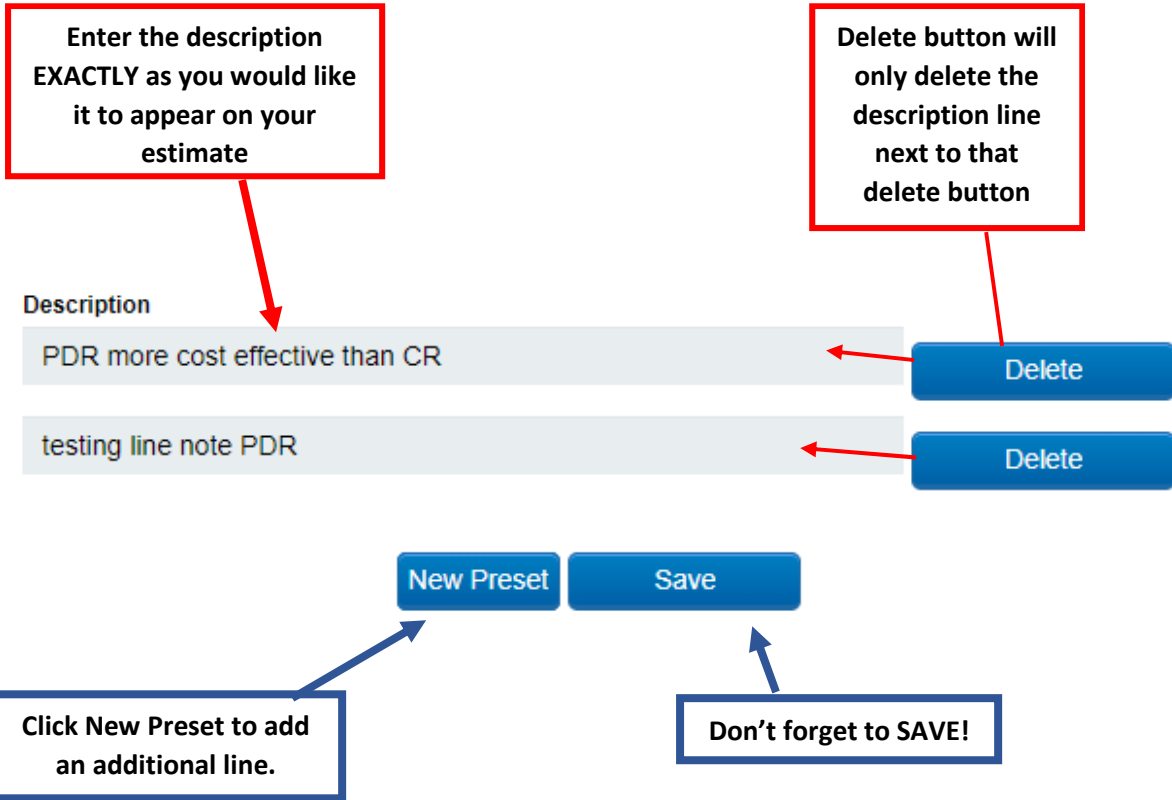 Enter the description
EXACTLY as you would like
it to appear on your
estimate
Delete button will
only delete the
description line
next to that
delete button
Description
PDR more cost effective than CR
Delete
testing line note PDR
Delete
New Preset
Save
Click New Preset to add
an additional line.
Don’t forget to SAVE!